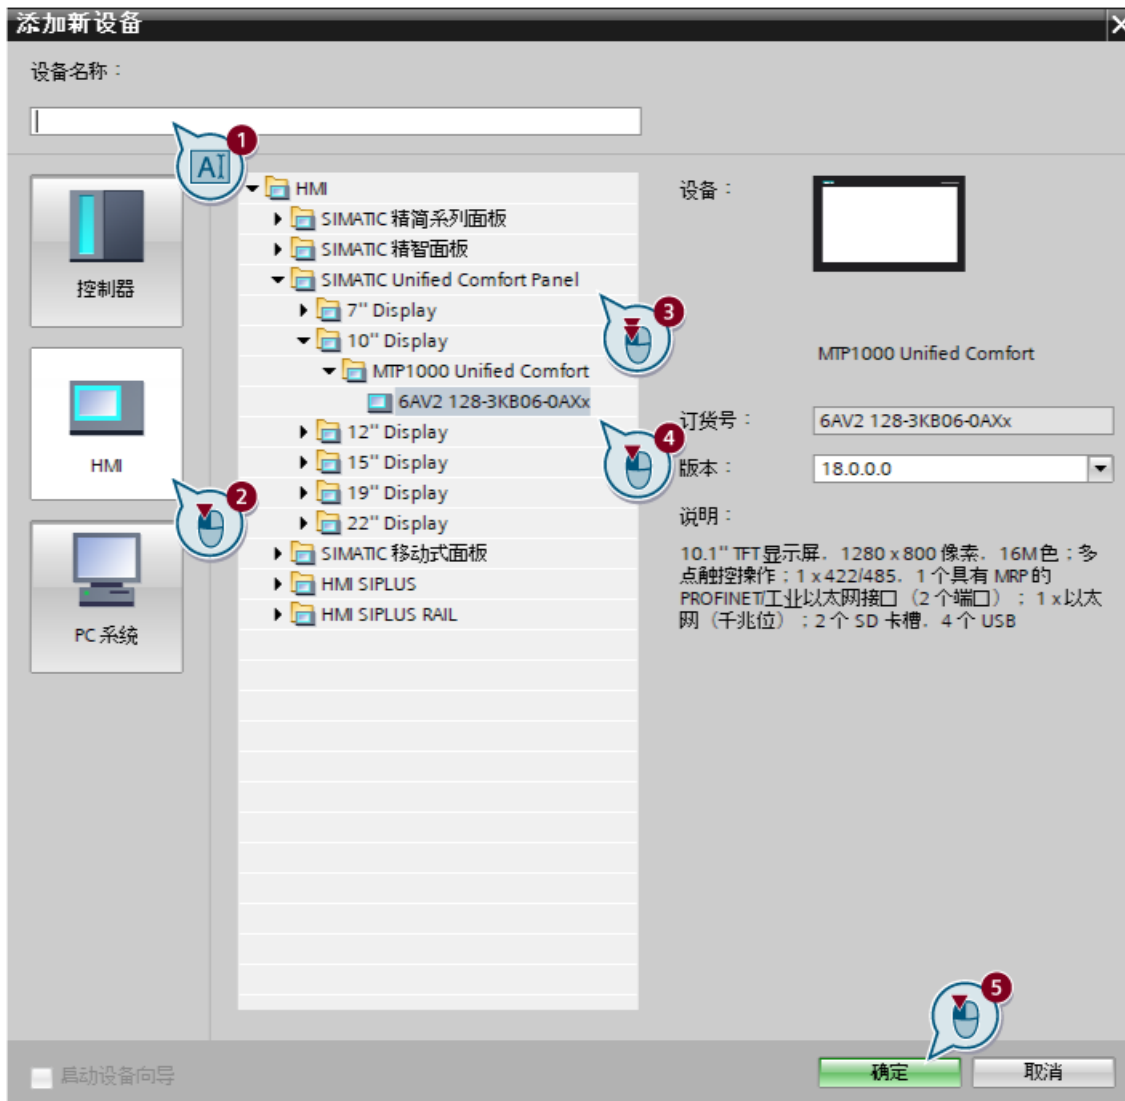 添加新设备
设备名称：
1
AI
控制器
HMI
2
PC 系统
HMI
SIMATIC 精简系列面板
SIMATIC 精智面板
SIMATIC Unified Comfort Panel
7'' Display
10'' Display
MTP1000 Unified Comfort
6AV2 128-3KB06-0AXx
12'' Display
15'' Display
19'' Display
22'' Display
SIMATIC 移动式面板
HMI SIPLUS
HMI SIPLUS RAIL
3
4
设备：
MTP1000 Unified Comfort
订货号：
6AV2 128-3KB06-0AXx
版本：
18.0.0.0
说明：
10.1'' TFT 显示屏，1280 x 800 像素，16M色；多
点触控操作；1 x 422/485，1 个具有 MRP 的
PROFINET/工业以太网接口（2 个端口）；1 x 以太
网（千兆位）；2 个 SD 卡槽，4 个 USB
5
启动设备向导
确定
取消